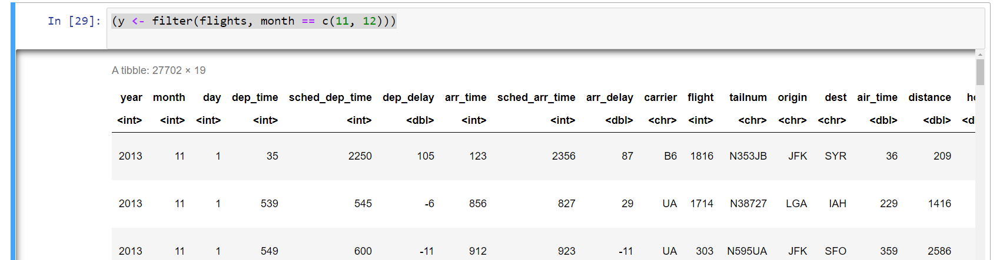 In [29]: (y <- filter(flights, month == c(11, 12)))
A tibble: 27702 × 19
year month day dep_time sched_dep_time dep_delay arr_time sched_arr_time arr_delay carrier flight tailnum origin dest air_time distance
<int> <int> <int> <int> <int> <dbl> <int> <int> <dbl> <chr> <int> <chr> <chr> <chr> <dbl> <dbl>
2013 11 1 35 2250 105 123 2356 87 B6 1816 N353JB JFK SYR 36 209
2013 11 1 539 545 -6 856 827 29 UA 1714 N38727 LGA IAH 229 1416
2013 11 1 549 600 -11 912 923 -11 UA 303 N595UA JFK SFO 359 2586